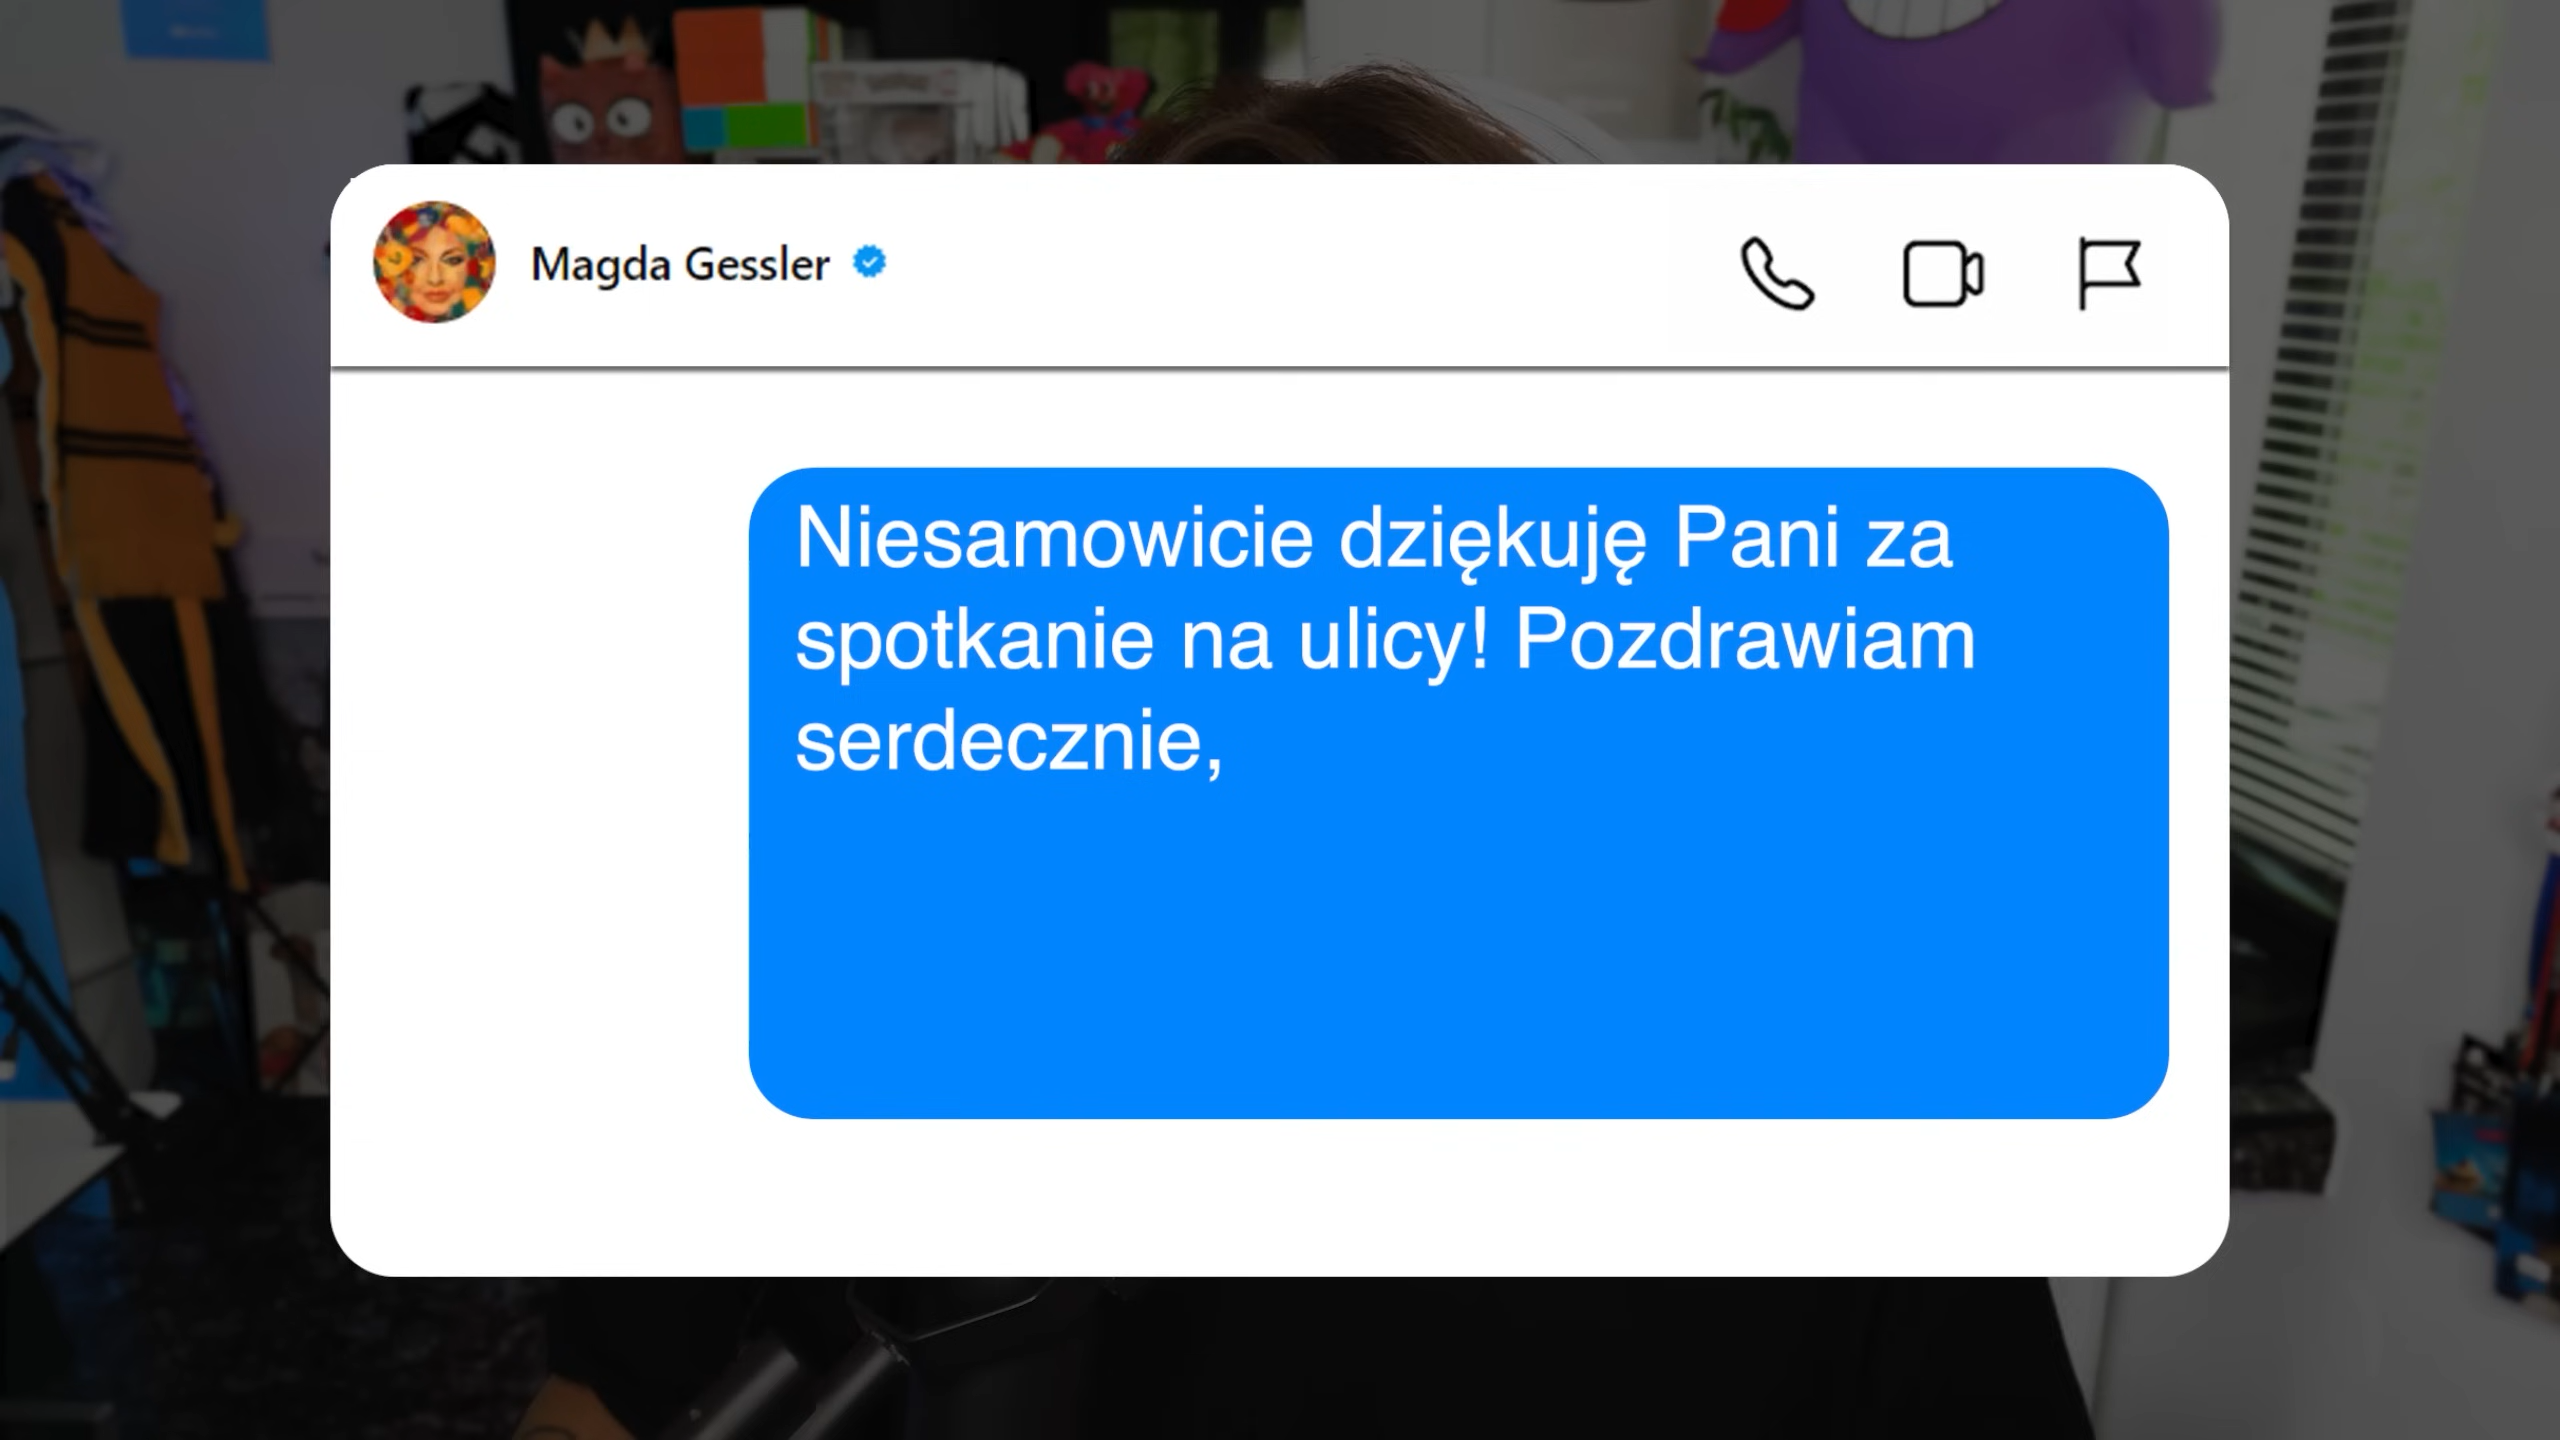 Magda Gessler
Niesamowicie dziękuję Pani za
spotkanie na ulicy! Pozdrawiam
serdecznie,